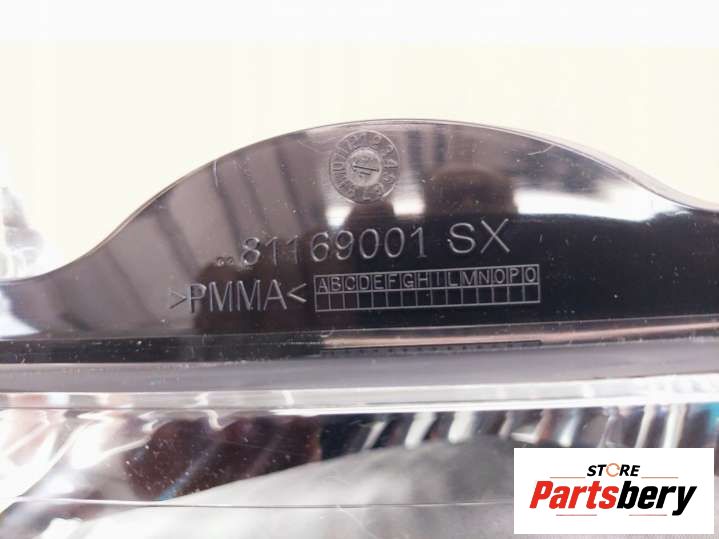 81169001 SX
>PMMA< ABCDEFGHILMNOPQ
STORE
Partsbery